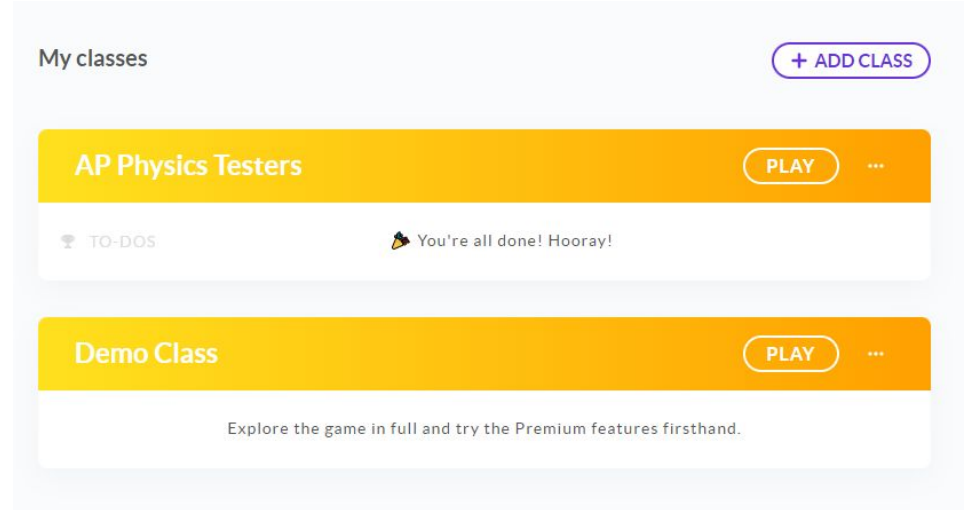 My classes
+ ADD CLASS
AP Physics Testers
PLAY
...
TO-DOS
🎉 You're all done! Hooray!
Demo Class
PLAY
...
Explore the game in full and try the Premium features firsthand.